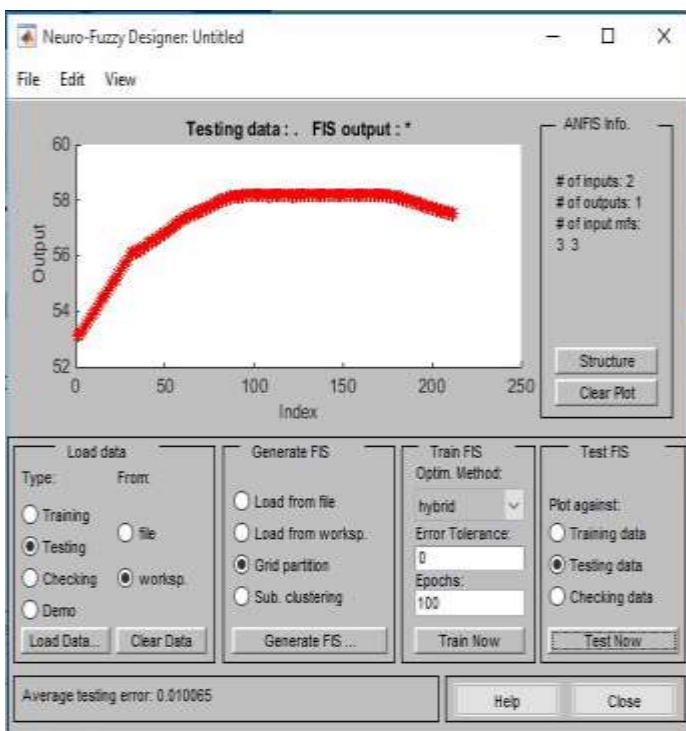 Neuro-Fuzzy Designer: Untitled
File Edit View
Testing data : . FIS output : *
60
58
56
54
52
Output
0 50 100 150 200 250
Index
ANFIS Info.
# of inputs: 2
# of outputs: 1
# of input mfs:
3 3
Structure
Clear Plot
Load data
Type: From:
Training
Testing
Checking
Demo
file
worksp.
Load Data... Clear Data
Generate FIS
Load from file
Load from worksp.
Grid partition
Sub. clustering
Generate FIS ...
Train FIS
Optim. Method:
hybrid
Error Tolerance:
0
Epochs:
100
Train Now
Test FIS
Plot against:
Training data
Testing data
Checking data
Test Now
Average testing error: 0.010065
Help Close